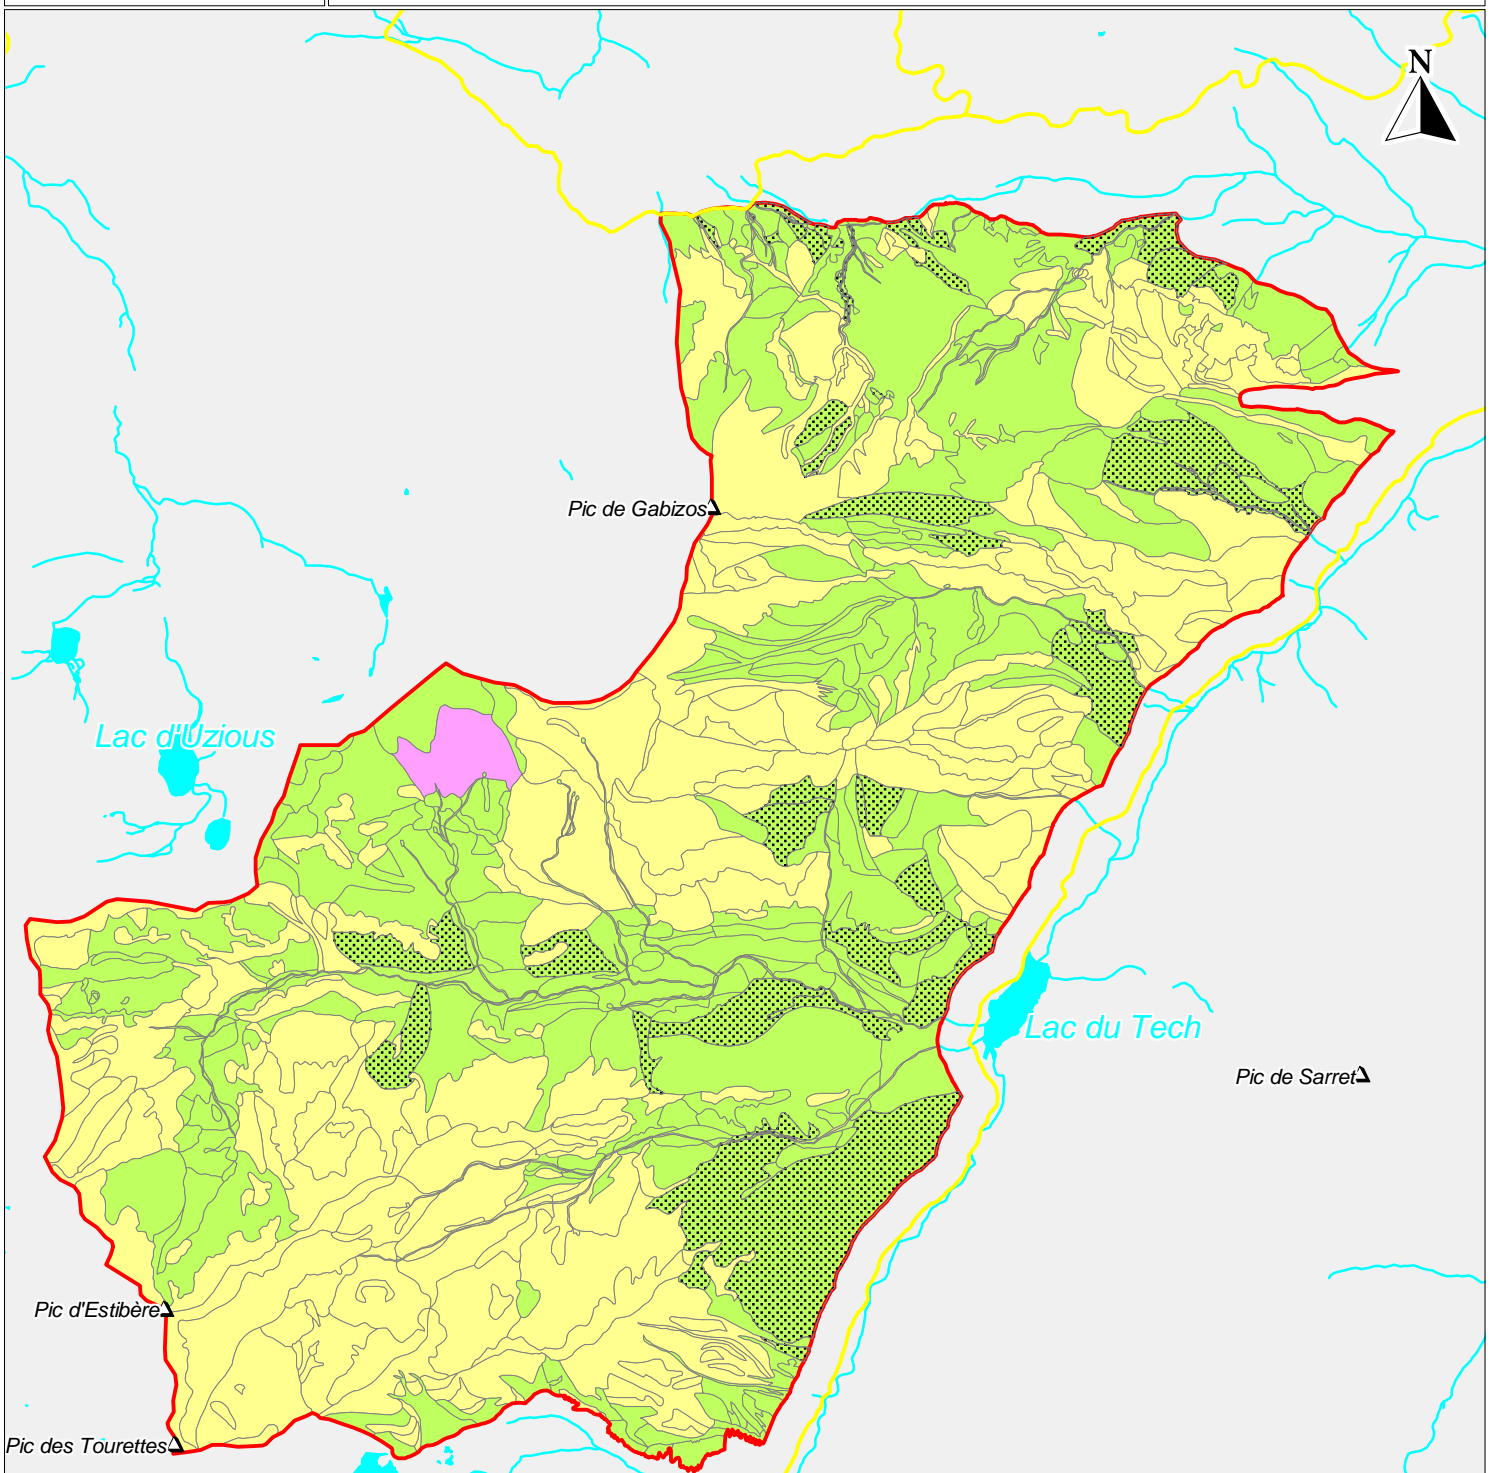 N
Pic de Gabizos
Lac d'Uzious
Lac du Tech
Pic de Sarret
Pic d'Estibère
Pic des Tourettes